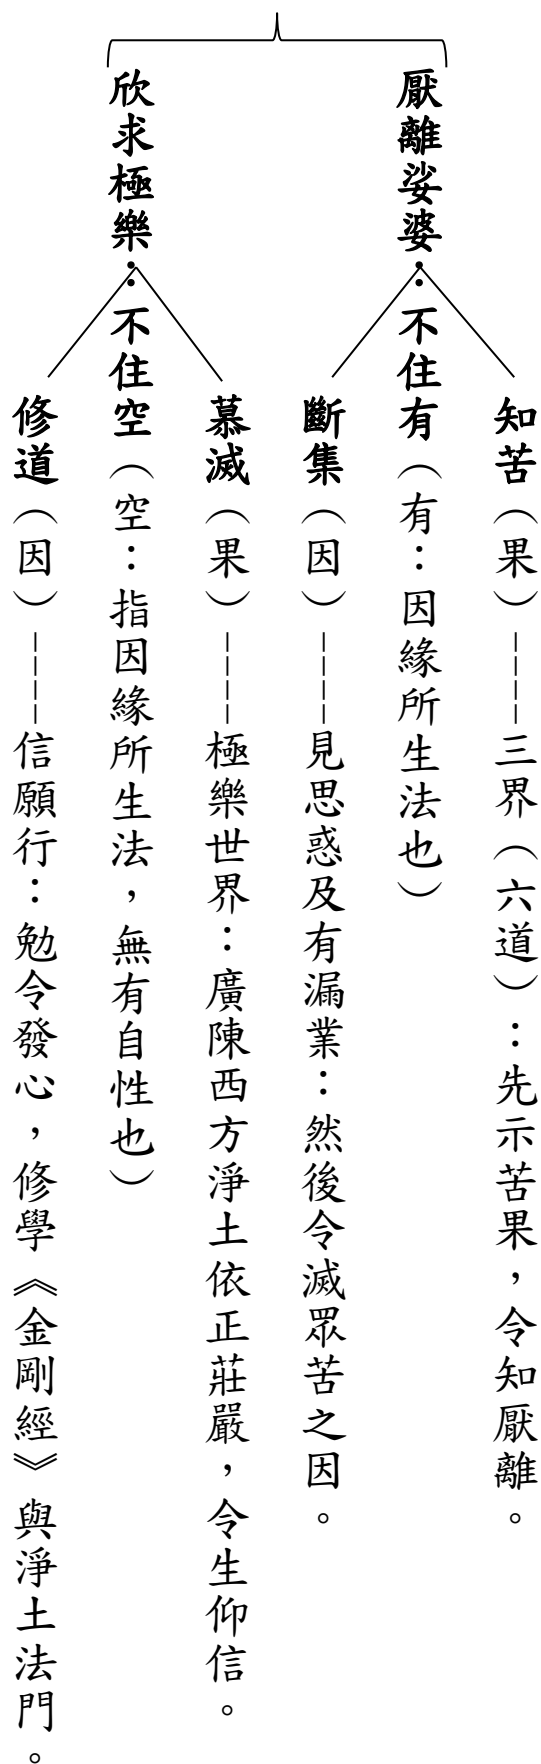 知苦（果）-----三界（六道）：先示苦果，令知厭離。
厭離娑婆：不住有（有：因緣所生法也）
斷集（因）-----見思惑及有漏業：然後令滅眾苦之因。
慕滅（果）-----極樂世界：廣陳西方淨土依正莊嚴，令生仰信。
欣求極樂：不住空（空：指因緣所生法，無有自性也）
修道（因）-----信願行：勉令發心，修學《金剛經》與淨土法門。